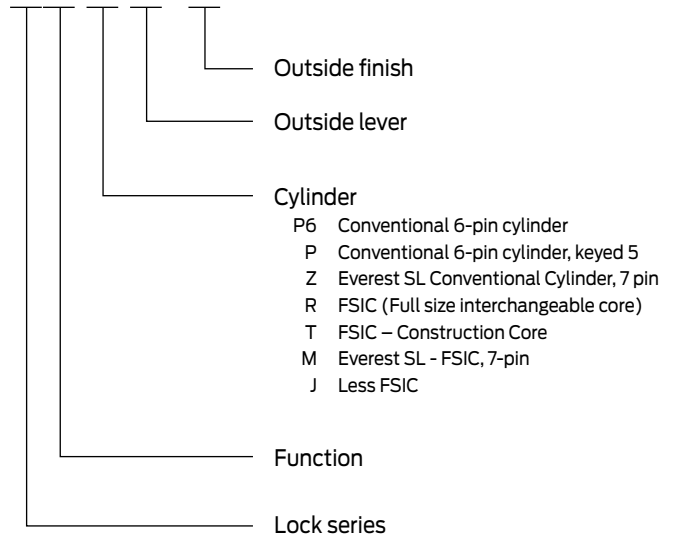 Outside finish
Outside lever
Cylinder
P6 Conventional 6-pin cylinder
P Conventional 6-pin cylinder, keyed 5
Z Everest SL Conventional Cylinder, 7 pin
R FSIC (Full size interchangeable core)
T FSIC – Construction Core
M Everest SL - FSIC, 7-pin
J Less FSIC
Function
Lock series